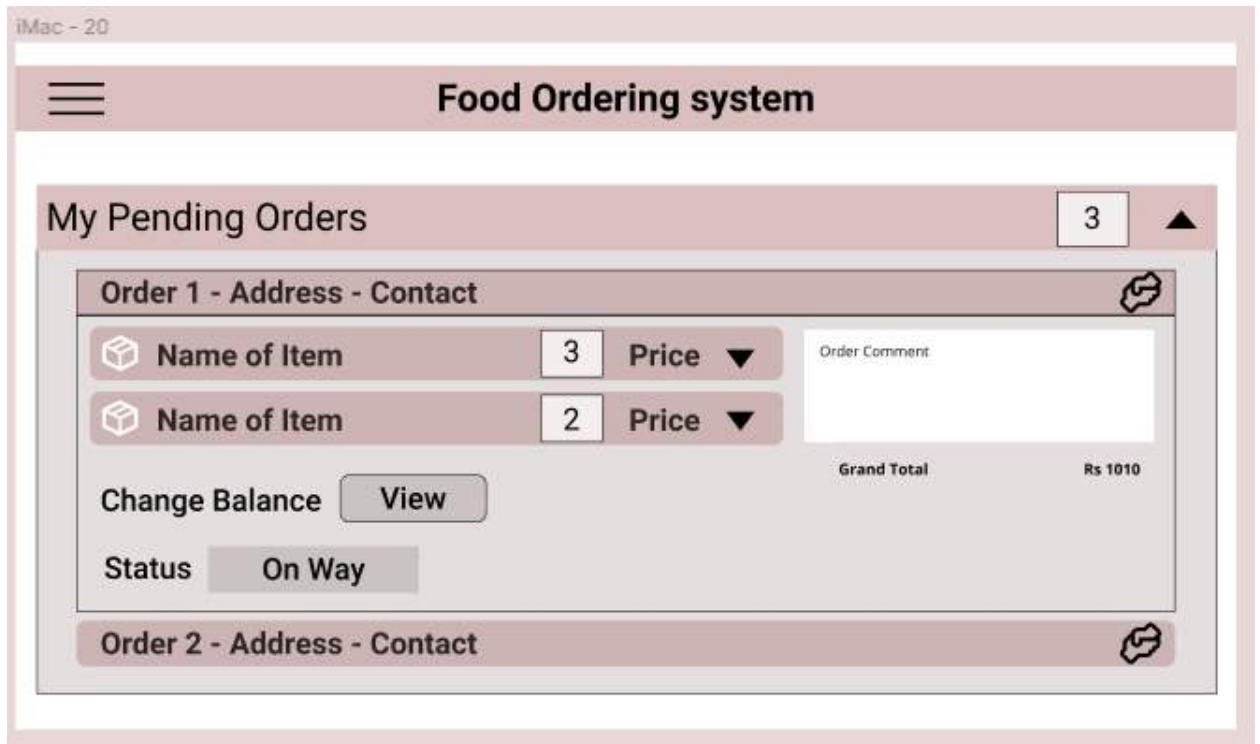 iMac - 20
Food Ordering system
My Pending Orders 3
Order 1 - Address - Contact
Name of Item 3 Price
Order Comment
Name of Item 2 Price
Grand Total Rs 1010
Change Balance View
Status On Way
Order 2 - Address - Contact